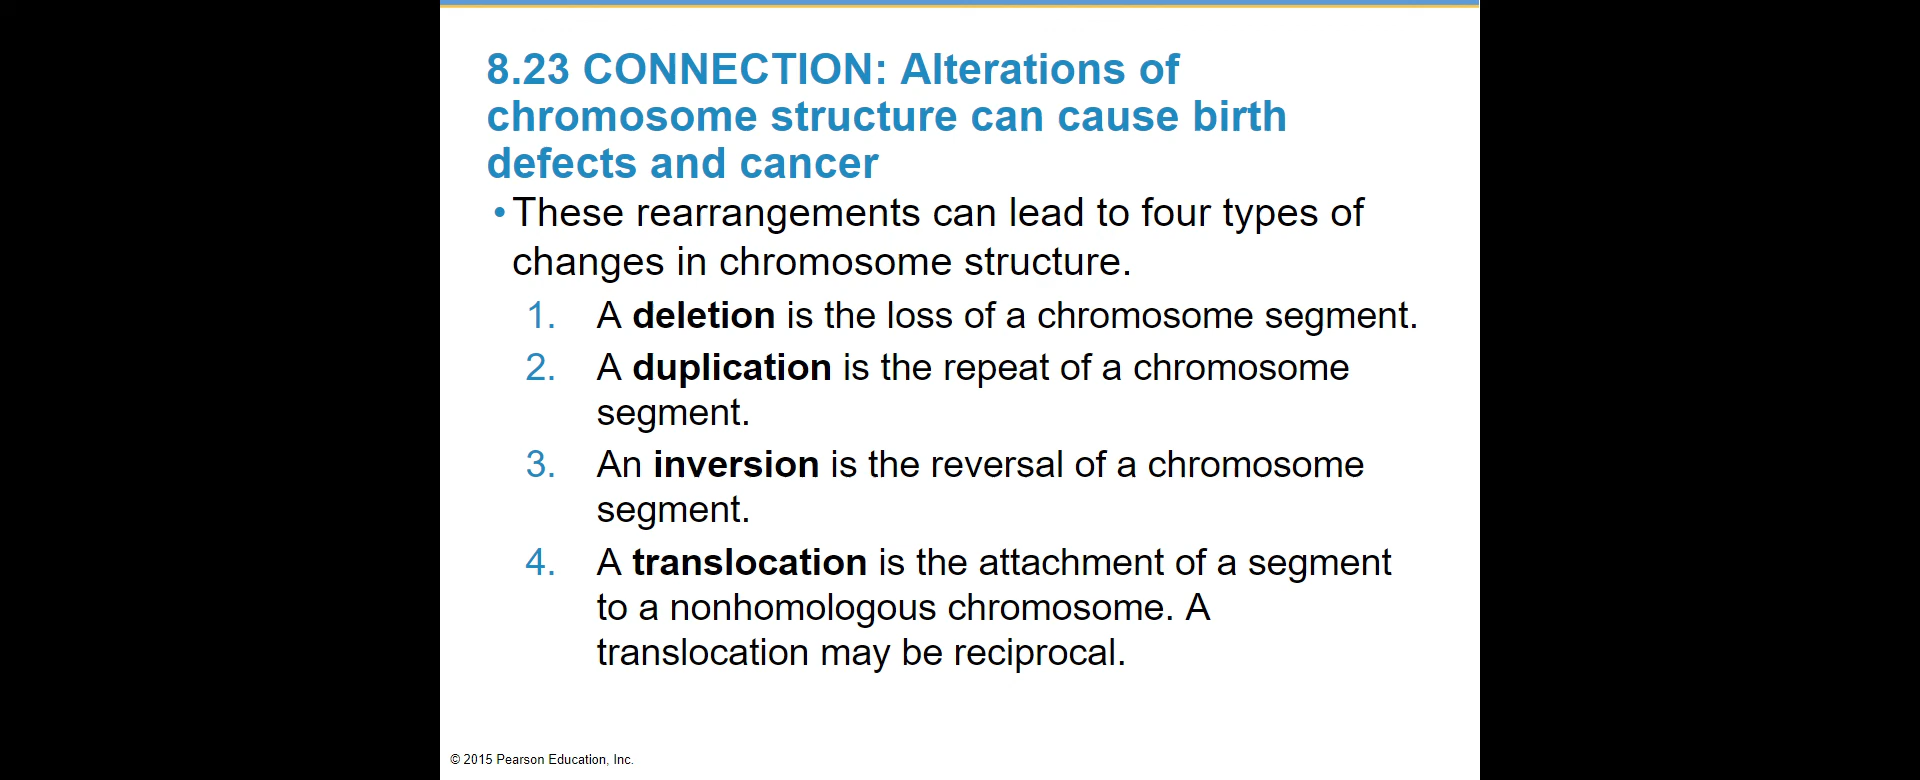 8.23 CONNECTION: Alterations of
chromosome structure can cause birth
defects and cancer
• These rearrangements can lead to four types of
changes in chromosome structure.
1. A deletion is the loss of a chromosome segment.
2. A duplication is the repeat of a chromosome
segment.
3. An inversion is the reversal of a chromosome
segment.
4. A translocation is the attachment of a segment
to a nonhomologous chromosome. A
translocation may be reciprocal.
© 2015 Pearson Education, Inc.